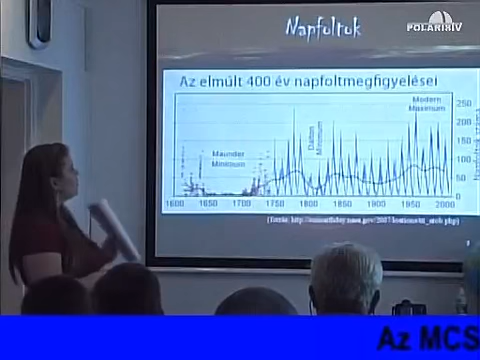 POLARIXIV
Napfoltok
Az elmúlt 400 év napfoltmegfigyelései
Modern
Maximum
Dalton
Minimum
Maunder
Minimum
250
200
150
100
50
0
1600 1650 1700 1750 1800 1850 1900 1950 2000
Az MCS